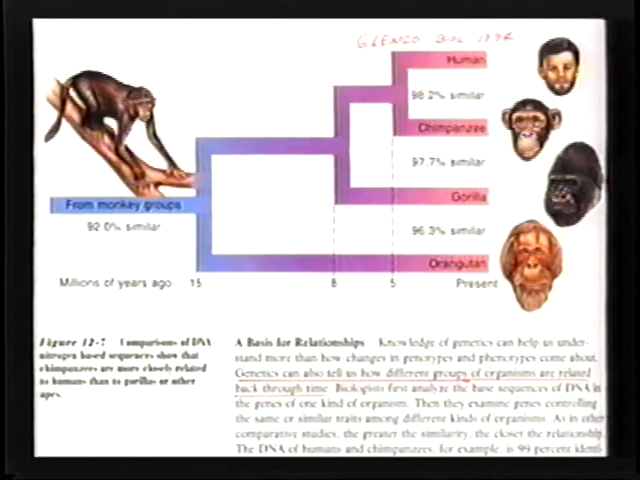 GLENCO BIOL 1994
Human
98.2% similar
Chimpanzee
97.7% similar
Gorilla
From monkey groups
92.0% similar
96.3% similar
Orangutan
Millions of years ago 15 8 5 Present
Figure 12-7 Comparisons of DNA
nitrogen based sequences show that
chimpanzees are more closely related
to humans than to gorillas or other
apes.
A Basis for Relationships Knowledge of genetics can help us under-
stand more than how changes in genotypes and phenotypes come about.
Genetics can also tell us how different groups of organisms are related
back through time. Biologists first analyze the base sequences of DNA in
the genes of one kind of organism. Then they examine genes controlling
the same or similar traits among different kinds of organisms. As in other
comparative studies, the greater the similarity, the closer the relationship.
The DNA of humans and chimpanzees, for example, is 99 percent identi-